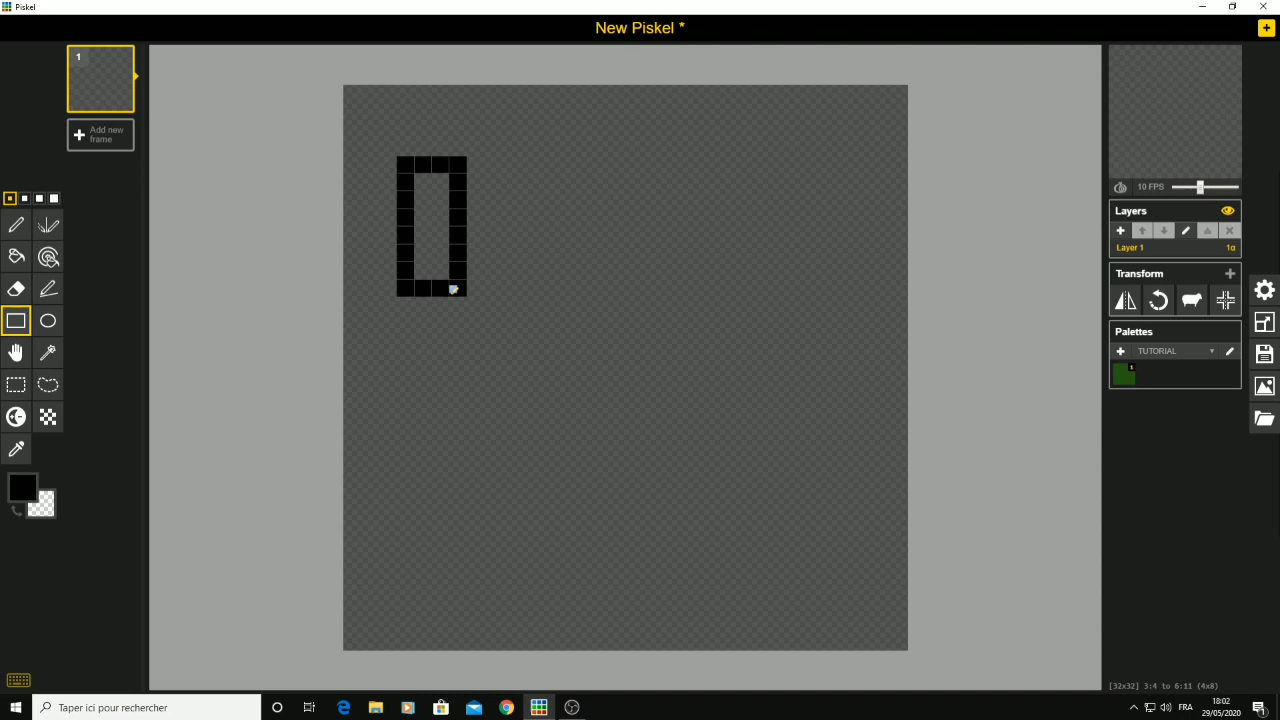 Piskel
New Piskel *
1
Add new
frame
10 FPS
Layers
Layer 1
1α
Transform
Palettes
TUTORIAL
1
[32x32] 3:4 to 6:11 (4x8)
Taper ici pour rechercher
FRA
18:02
29/05/2020
1